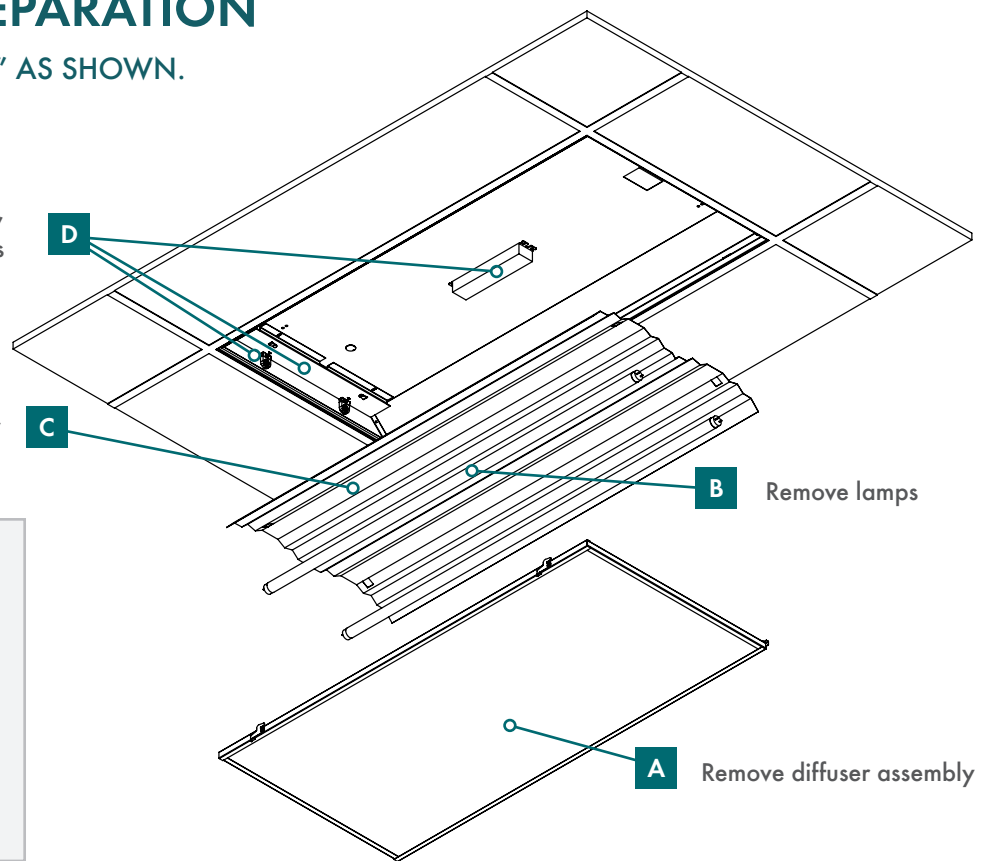 EPARATION
” AS SHOWN.
D
s
C
B
Remove lamps
A
Remove diffuser assembly